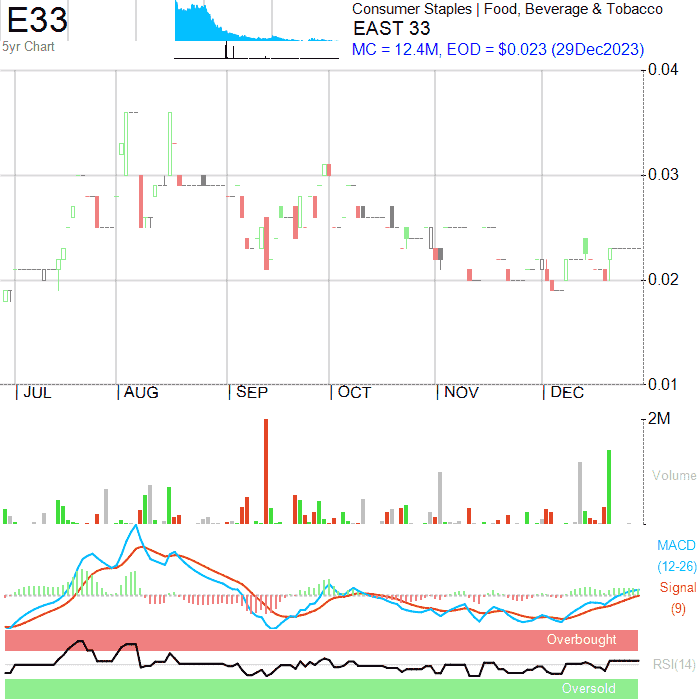 E33
5yr Chart
Consumer Staples | Food, Beverage & Tobacco
EAST 33
MC = 12.4M, EOD = $0.023 (29Dec2023)
0.04
0.03
0.02
0.01
JUL AUG SEP OCT NOV DEC
2M
Volume
MACD
(12-26)
Signal
(9)
Overbought
RSI(14)
Oversold